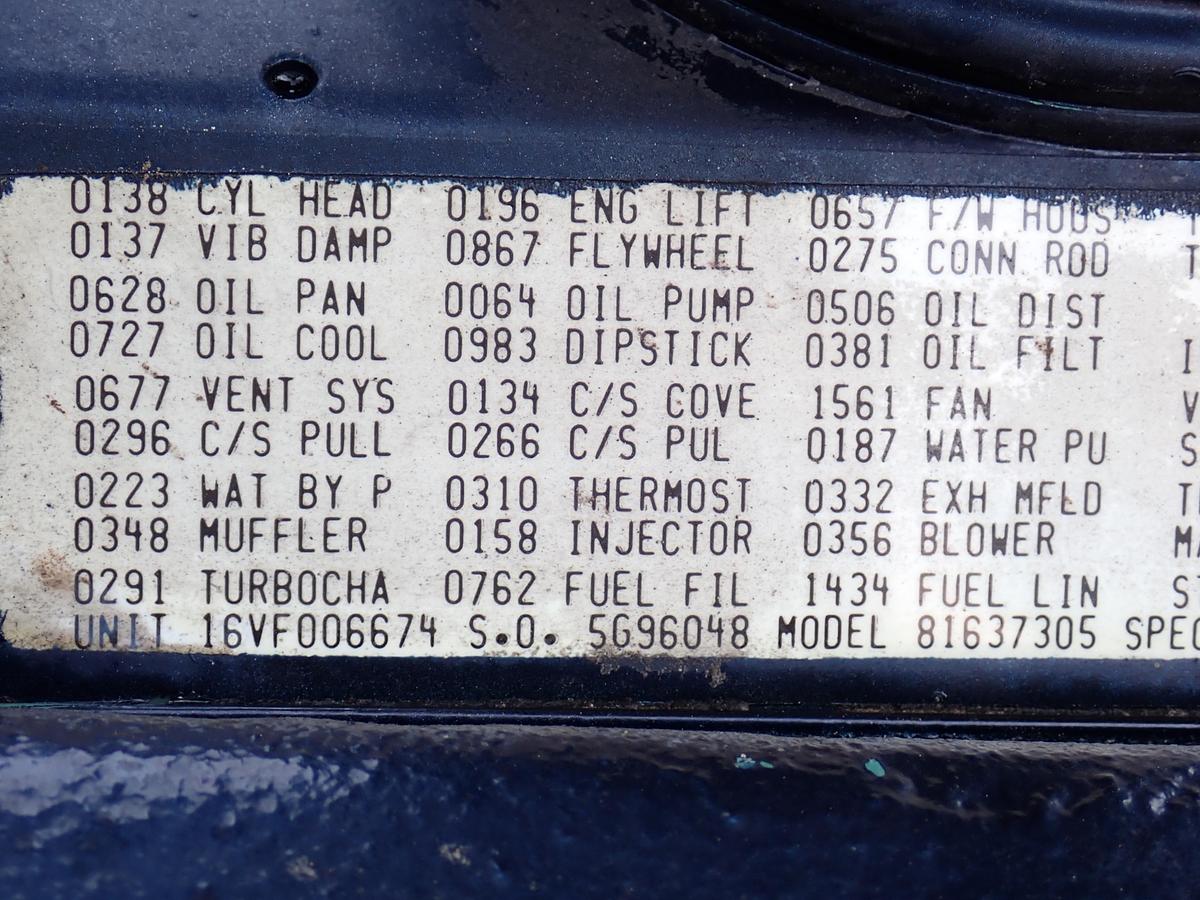 0138 CYL HEAD 0196 ENG LIFT 0657 F/W HOUS T
0137 VIB DAMP 0867 FLYWHEEL 0275 CONN ROD T
0628 OIL PAN 0064 OIL PUMP 0506 OIL DIST
0727 OIL COOL 0983 DIPSTICK 0381 OIL FILT I
0677 VENT SYS 0134 C/S COVE 1561 FAN V
0296 C/S PULL 0266 C/S PUL 0187 WATER PU S
0223 WAT BY P 0310 THERMOST 0332 EXH MFLD T
0348 MUFFLER 0158 INJECTOR 0356 BLOWER MA
0291 TURBOCHA 0762 FUEL FIL 1434 FUEL LIN S
UNIT 16VF006674 S.O. 5G96048 MODEL 81637305 SPEC